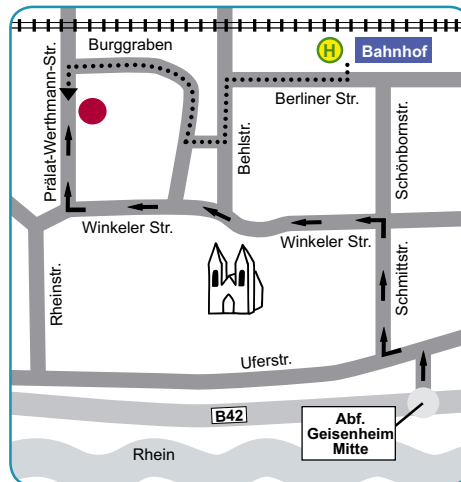 Burggraben
H
Bahnhof
Prälat-Werthmann-Str.
Berliner Str.
Behlstr.
Schönbornstr.
Winkeler Str.
Winkeler Str.
Rheinstr.
Schmittstr.
Uferstr.
B42
Abf.
Geisenheim
Mitte
Rhein